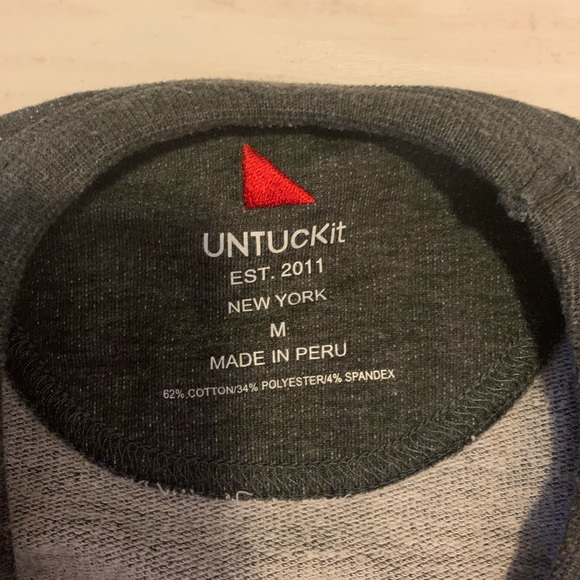 UNTUCKit
EST. 2011
NEW YORK
M
MADE IN PERU
62% COTTON/34% POLYESTER/4% SPANDEX